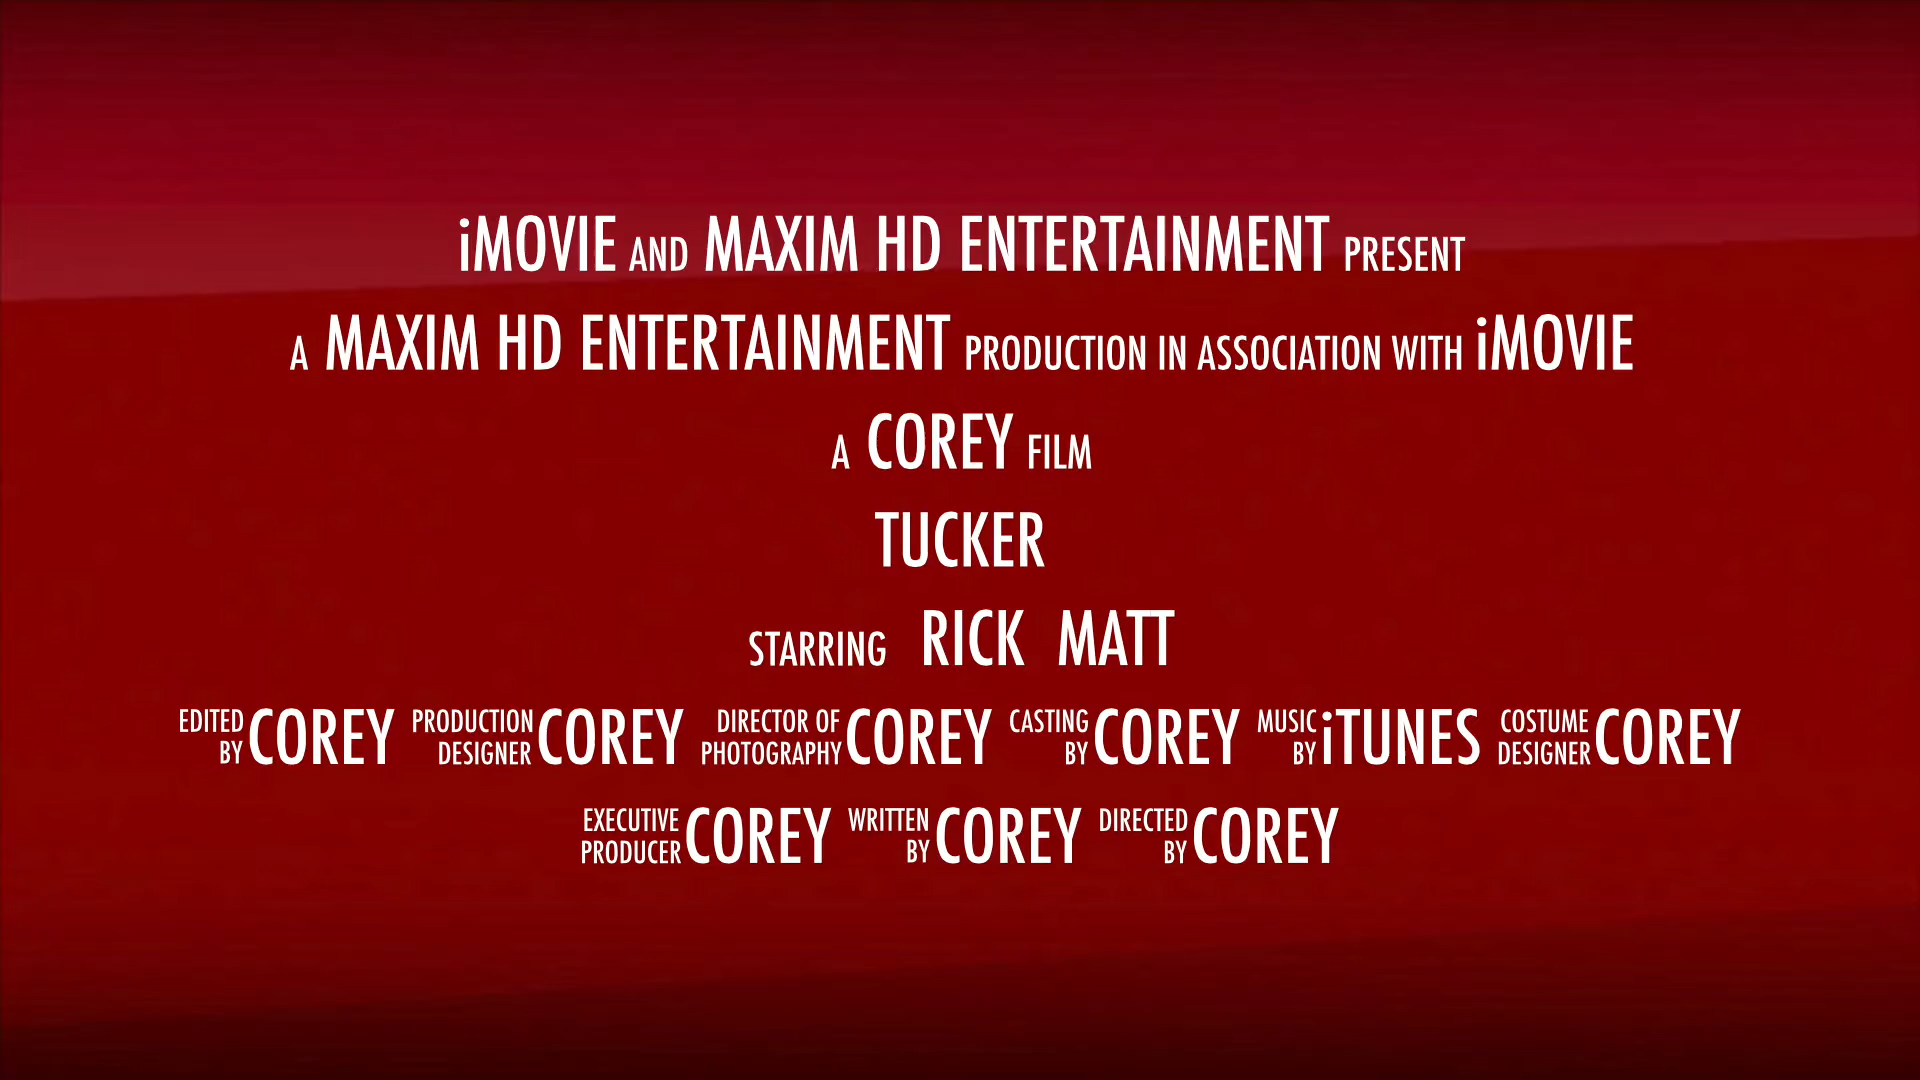 iMOVIE AND MAXIM HD ENTERTAINMENT PRESENT
A MAXIM HD ENTERTAINMENT PRODUCTION IN ASSOCIATION WITH iMOVIE
A COREY FILM
TUCKER
STARRING RICK MATT
EDITED BY COREY PRODUCTION DESIGNER COREY DIRECTOR OF PHOTOGRAPHY COREY CASTING BY COREY MUSIC BY iTUNES COSTUME DESIGNER COREY
EXECUTIVE PRODUCER COREY WRITTEN BY COREY DIRECTED BY COREY